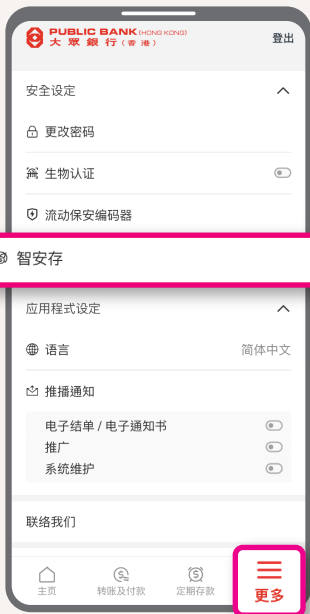 PUBLIC BANK (HONG KONG)
大眾銀行(香港)
登出
安全设定
更改密码
生物认证
流动保安编码器
智安存
应用程式设定
语言 简体中文
推播通知
电子结单 / 电子通知书
推广
系统维护
联络我们
主页 转账及付款 定期存款 更多